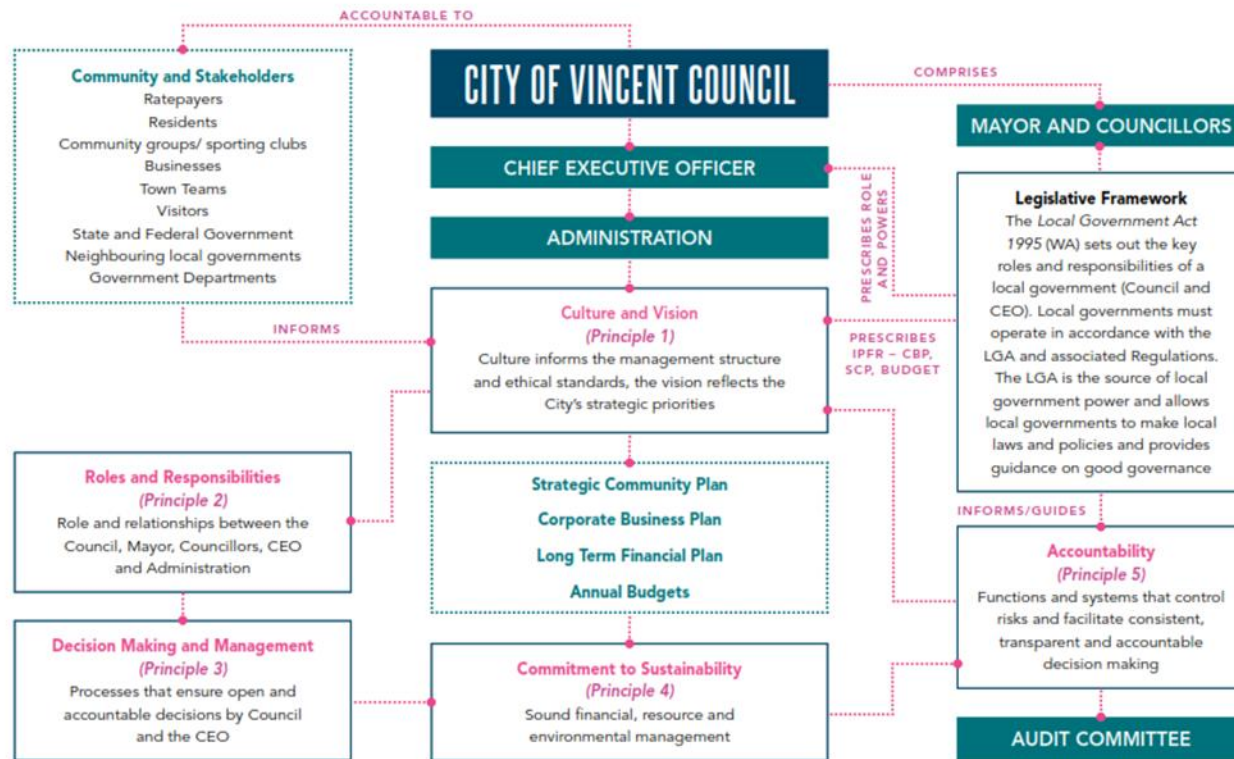 ACCOUNTABLE TO
Community and Stakeholders
Ratepayers
Residents
Community groups/ sporting clubs
Businesses
Town Teams
Visitors
State and Federal Government
Neighbouring local governments
Government Departments
CITY OF VINCENT COUNCIL
COMPRISES
MAYOR AND COUNCILLORS
CHIEF EXECUTIVE OFFICER
ADMINISTRATION
PRESCRIBES ROLE
AND POWERS
Legislative Framework
The Local Government Act
1995 (WA) sets out the key
roles and responsibilities of a
local government (Council and
CEO). Local governments must
operate in accordance with the
LGA and associated Regulations.
The LGA is the source of local
government power and allows
local governments to make local
laws and policies and provides
guidance on good governance
INFORMS
Culture and Vision
(Principle 1)
Culture informs the management structure
and ethical standards, the vision reflects the
City's strategic priorities
PRESCRIBES
IPFR – CBP,
SCP, BUDGET
Roles and Responsibilities
(Principle 2)
Role and relationships between the
Council, Mayor, Councillors, CEO
and Administration
Strategic Community Plan
Corporate Business Plan
Long Term Financial Plan
Annual Budgets
INFORMS/GUIDES
Accountability
(Principle 5)
Functions and systems that control
risks and facilitate consistent,
transparent and accountable
decision making
Decision Making and Management
(Principle 3)
Processes that ensure open and
accountable decisions by Council
and the CEO
Commitment to Sustainability
(Principle 4)
Sound financial, resource and
environmental management
AUDIT COMMITTEE